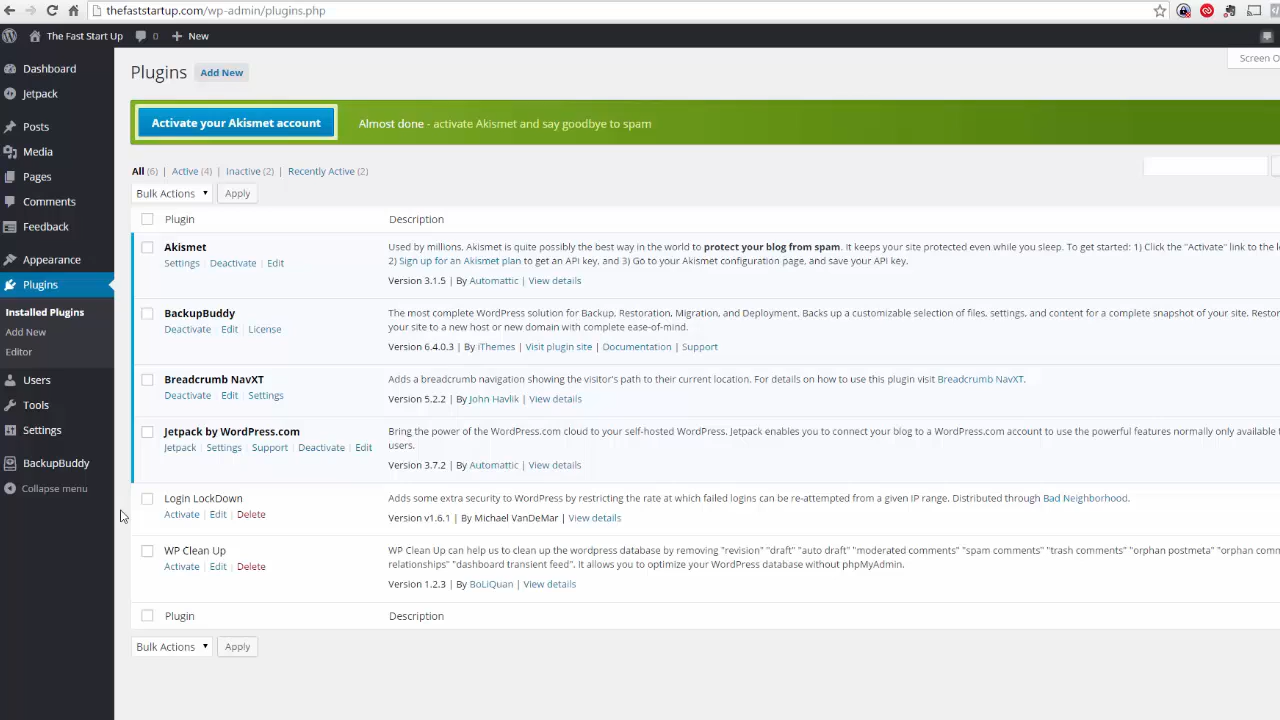 thefaststartup.com/wp-admin/plugins.php
The Fast Start Up 0 New
Dashboard
Jetpack
Posts
Media
Pages
Comments
Feedback
Appearance
Plugins
Installed Plugins
Add New
Editor
Users
Tools
Settings
BackupBuddy
Collapse menu
Screen O
Plugins Add New
Activate your Akismet account Almost done - activate Akismet and say goodbye to spam
All (6) | Active (4) | Inactive (2) | Recently Active (2)
Bulk Actions Apply
Plugin Description
Akismet
Settings | Deactivate | Edit
Used by millions, Akismet is quite possibly the best way in the world to protect your blog from spam. It keeps your site protected even while you sleep. To get started: 1) Click the "Activate" link to the le
2) Sign up for an Akismet plan to get an API key, and 3) Go to your Akismet configuration page, and save your API key.
Version 3.1.5 | By Automattic | View details
BackupBuddy
Deactivate | Edit | License
The most complete WordPress solution for Backup, Restoration, Migration, and Deployment. Backs up a customizable selection of files, settings, and content for a complete snapshot of your site. Restor
your site to a new host or new domain with complete ease-of-mind.
Version 6.4.0.3 | By iThemes | Visit plugin site | Documentation | Support
Breadcrumb NavXT
Deactivate | Edit | Settings
Adds a breadcrumb navigation showing the visitor's path to their current location. For details on how to use this plugin visit Breadcrumb NavXT.
Version 5.2.2 | By John Havlik | View details
Jetpack by WordPress.com
Jetpack | Settings | Support | Deactivate | Edit
Bring the power of the WordPress.com cloud to your self-hosted WordPress. Jetpack enables you to connect your blog to a WordPress.com account to use the powerful features normally only available f
users.
Version 3.7.2 | By Automattic | View details
Login LockDown
Activate | Edit | Delete
Adds some extra security to WordPress by restricting the rate at which failed logins can be re-attempted from a given IP range. Distributed through Bad Neighborhood.
Version v1.6.1 | By Michael VanDeMar | View details
WP Clean Up
Activate | Edit | Delete
WP Clean Up can help us to clean up the wordpress database by removing "revision" "draft" "auto draft" "moderated comments" "spam comments" "trash comments" "orphan postmeta" "orphan com
relationships" "dashboard transient feed". It allows you to optimize your WordPress database without phpMyAdmin.
Version 1.2.3 | By BoLiQuan | View details
Plugin Description
Bulk Actions Apply